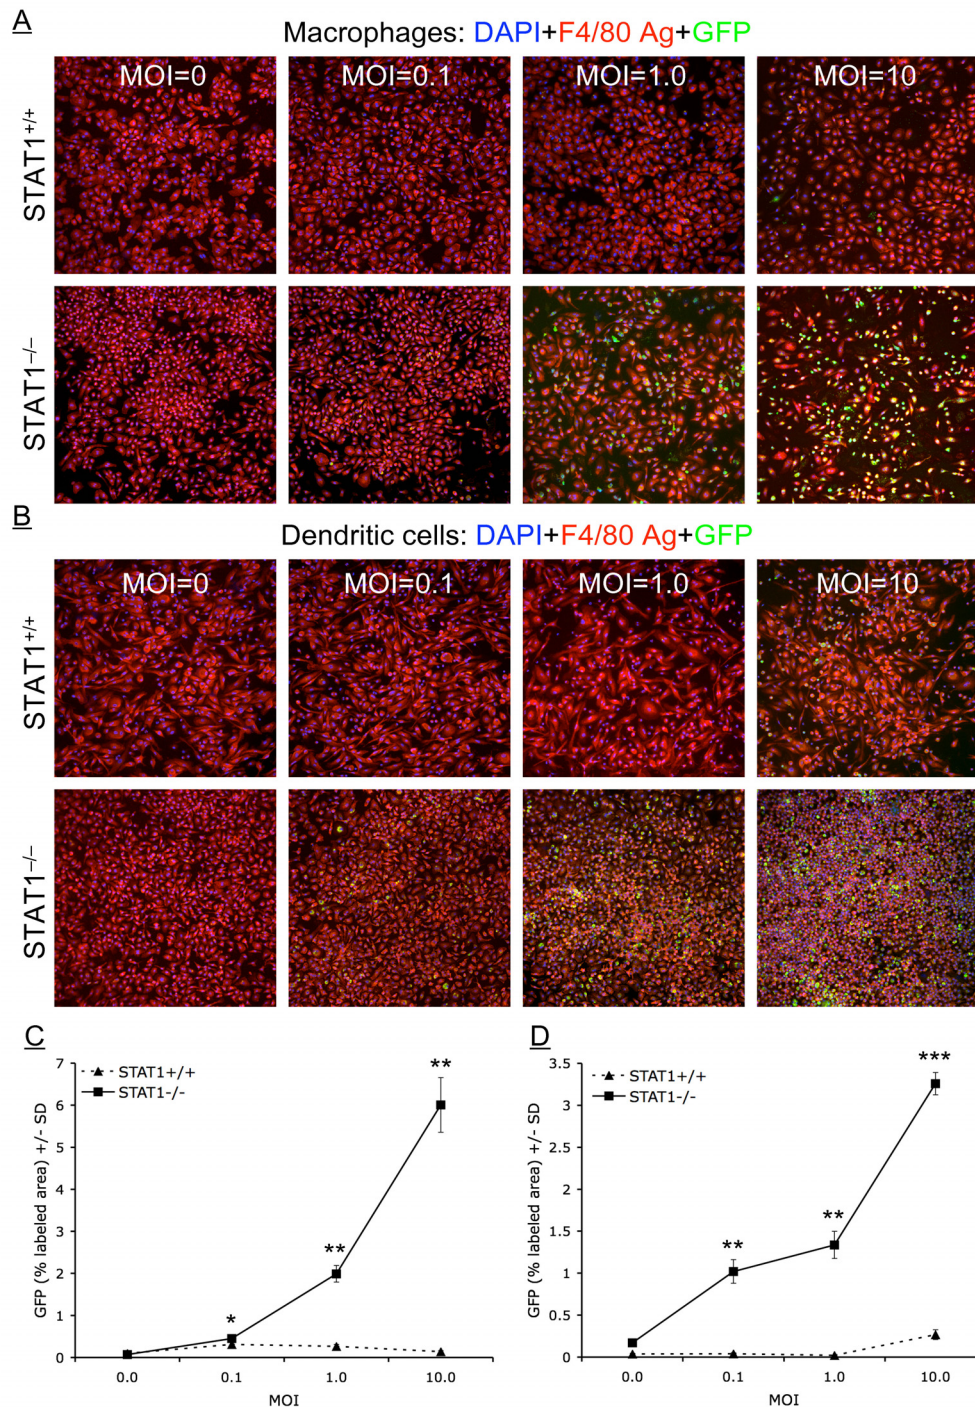 A
Macrophages: DAPI+F4/80 Ag+GFP
MOI=0 MOI=0.1 MOI=1.0 MOI=10
STAT1+/+
STAT1−/−
B
Dendritic cells: DAPI+F4/80 Ag+GFP
MOI=0 MOI=0.1 MOI=1.0 MOI=10
STAT1+/+
STAT1−/−
C
GFP (% labeled area) +/- SD
7
6
5
4
3
2
1
0
STAT1+/+
STAT1-/-
*
**
**
0.0 0.1 1.0 10.0
MOI
D
GFP (% labeled area) +/- SD
3.5
3
2.5
2
1.5
1
0.5
0
STAT1+/+
STAT1-/-
**
**
***
0.0 0.1 1.0 10.0
MOI